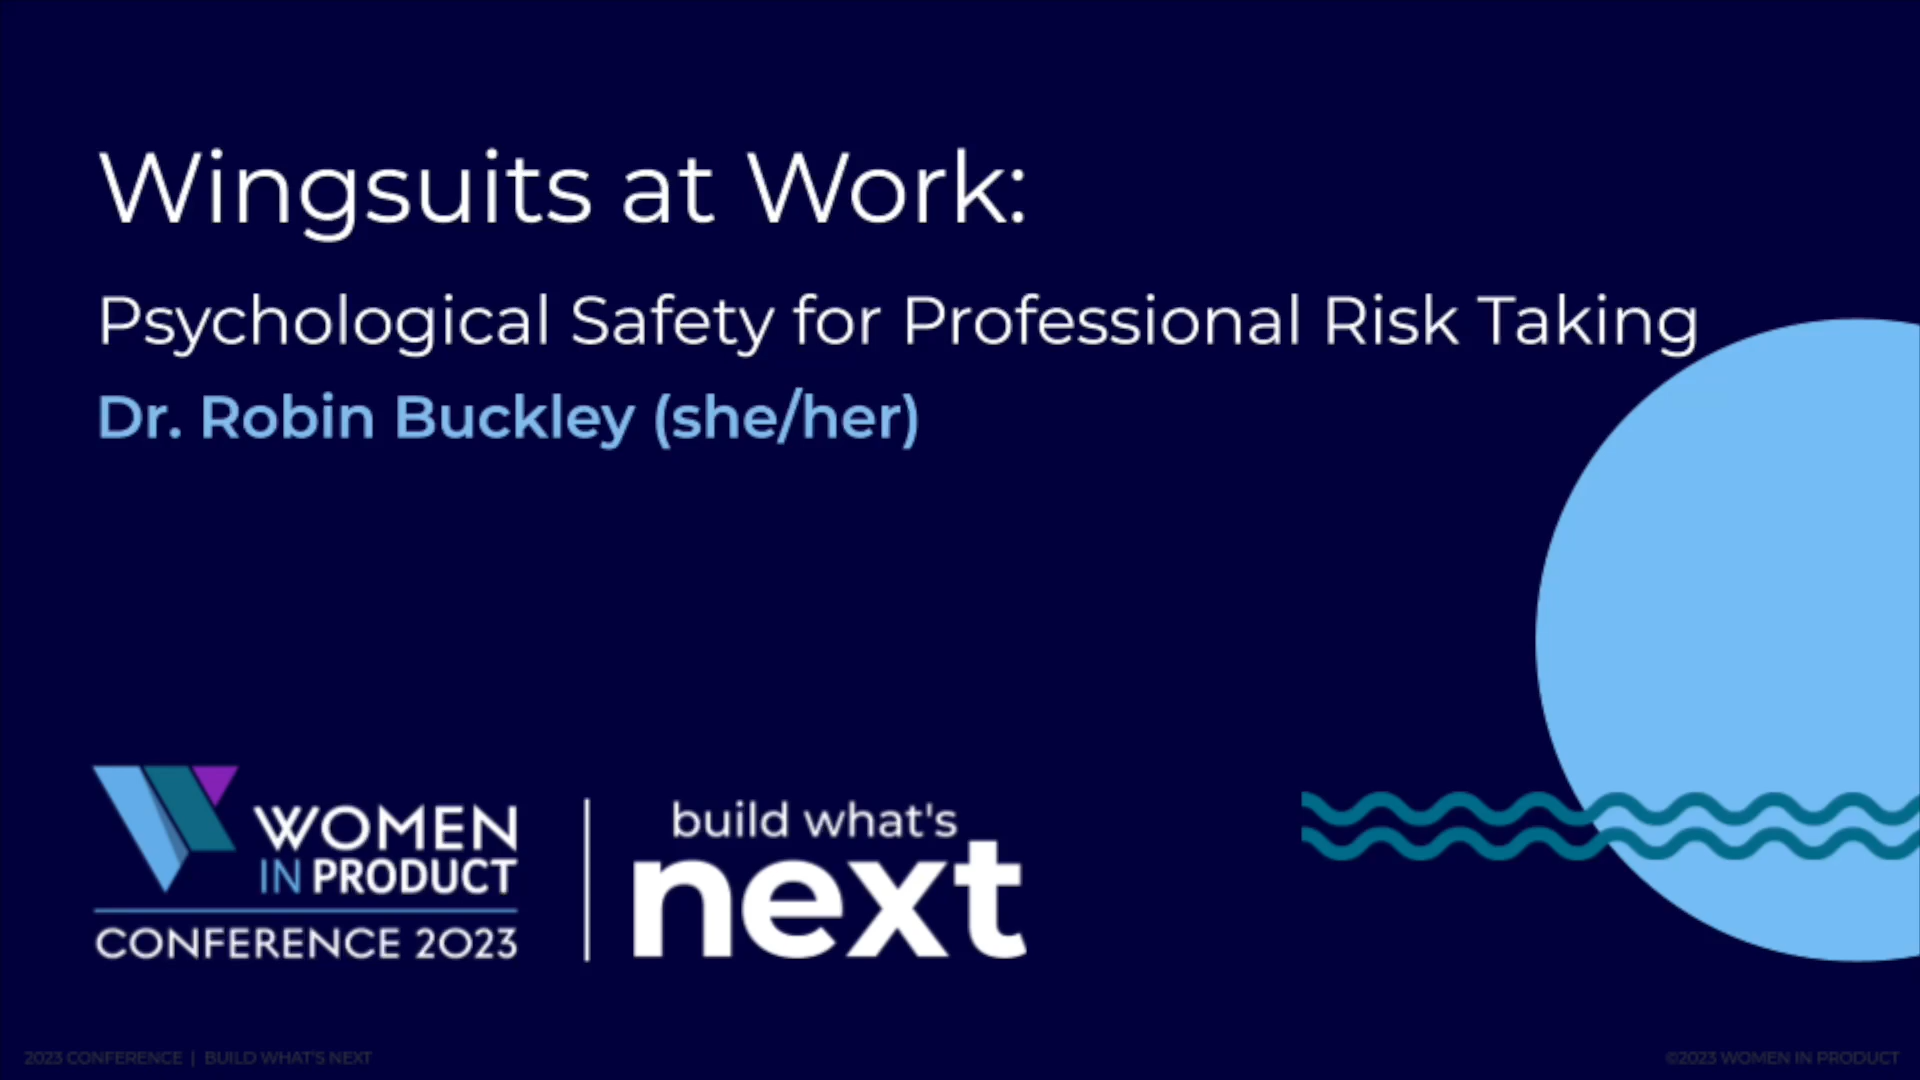 Wingsuits at Work:
Psychological Safety for Professional Risk Taking
Dr. Robin Buckley (she/her)
WOMEN
IN PRODUCT
CONFERENCE 2023
build what's
next
2023 CONFERENCE | BUILD WHAT'S NEXT
©2023 WOMEN IN PRODUCT